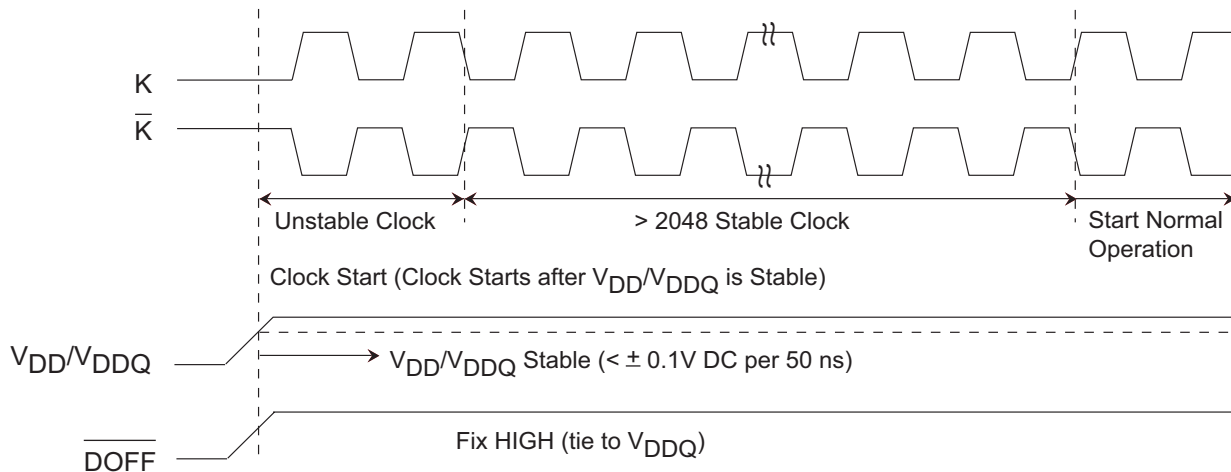 K
K̅
Unstable Clock
> 2048 Stable Clock
Start Normal
Operation
Clock Start (Clock Starts after VDD/VDDQ is Stable)
VDD/VDDQ
VDD/VDDQ Stable (< ± 0.1V DC per 50 ns)
Fix HIGH (tie to VDDQ)
D̅O̅F̅F̅